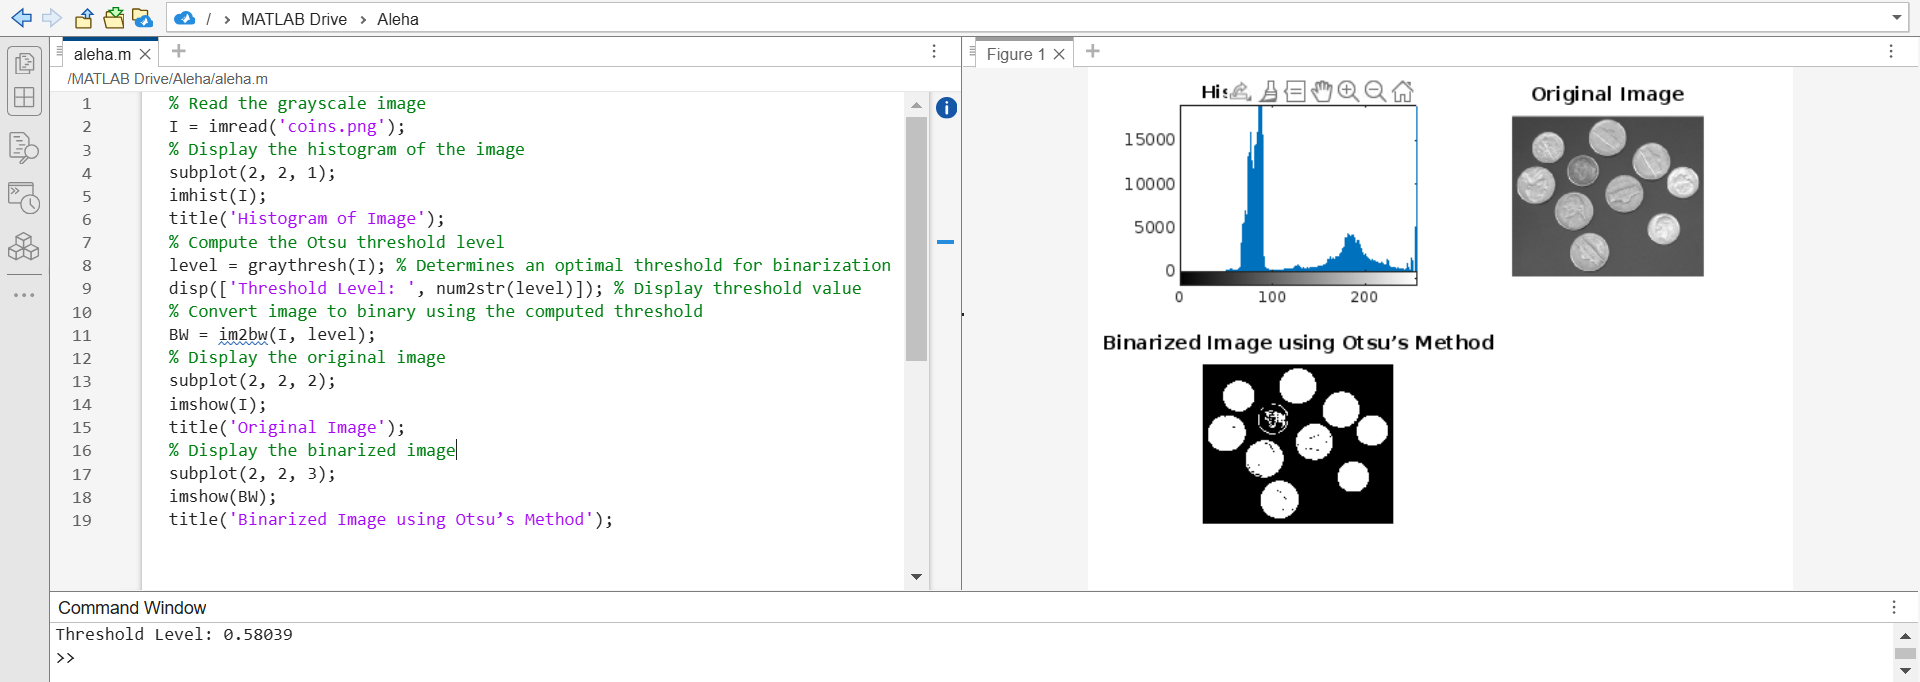 / › MATLAB Drive › Aleha
aleha.m
/MATLAB Drive/Aleha/aleha.m
1 % Read the grayscale image
2 I = imread('coins.png');
3 % Display the histogram of the image
4 subplot(2, 2, 1);
5 imhist(I);
6 title('Histogram of Image');
7 % Compute the Otsu threshold level
8 level = graythresh(I); % Determines an optimal threshold for binarization
9 disp(['Threshold Level: ', num2str(level)]); % Display threshold value
10 % Convert image to binary using the computed threshold
11 BW = im2bw(I, level);
12 % Display the original image
13 subplot(2, 2, 2);
14 imshow(I);
15 title('Original Image');
16 % Display the binarized image
17 subplot(2, 2, 3);
18 imshow(BW);
19 title('Binarized Image using Otsu’s Method');
Figure 1
Original Image
15000
10000
5000
0
0 100 200
Binarized Image using Otsu’s Method
Command Window
Threshold Level: 0.58039
>>